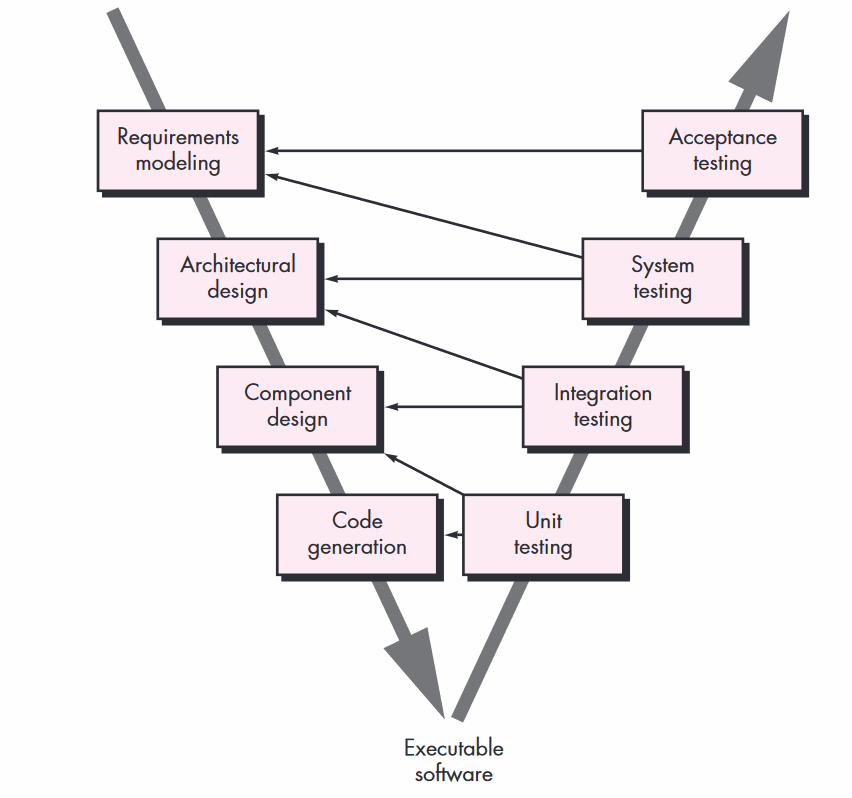 Requirements
modeling
Acceptance
testing
Architectural
design
System
testing
Component
design
Integration
testing
Code
generation
Unit
testing
Executable
software